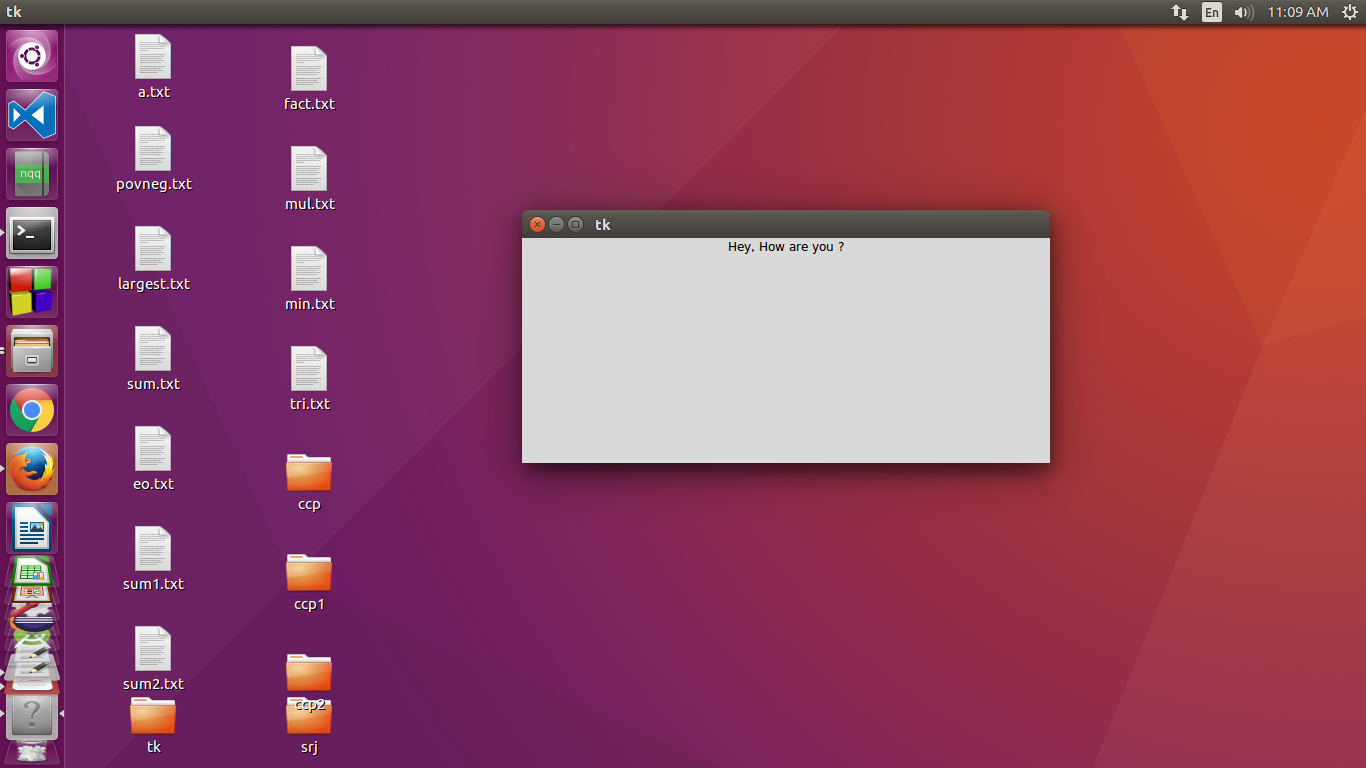 tk
En
11:09 AM
a.txt
povneg.txt
largest.txt
sum.txt
eo.txt
sum1.txt
sum2.txt
tk
fact.txt
mul.txt
min.txt
tri.txt
ccp
ccp1
ccp2
srj
nqq
>_
tk
Hey, How are you ?
?